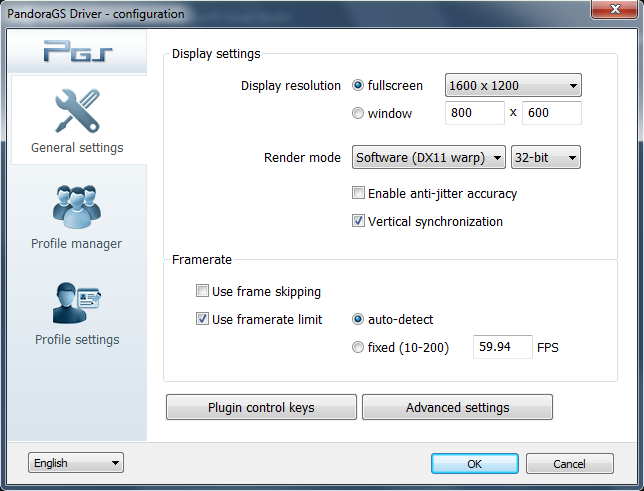 PandoraGS Driver - configuration
PGS
General settings
Profile manager
Profile settings
Display settings
Display resolution fullscreen 1600 x 1200
window 800 x 600
Render mode Software (DX11 warp) 32-bit
Enable anti-jitter accuracy
Vertical synchronization
Framerate
Use frame skipping
Use framerate limit auto-detect
fixed (10-200) 59.94 FPS
Plugin control keys Advanced settings
English OK Cancel